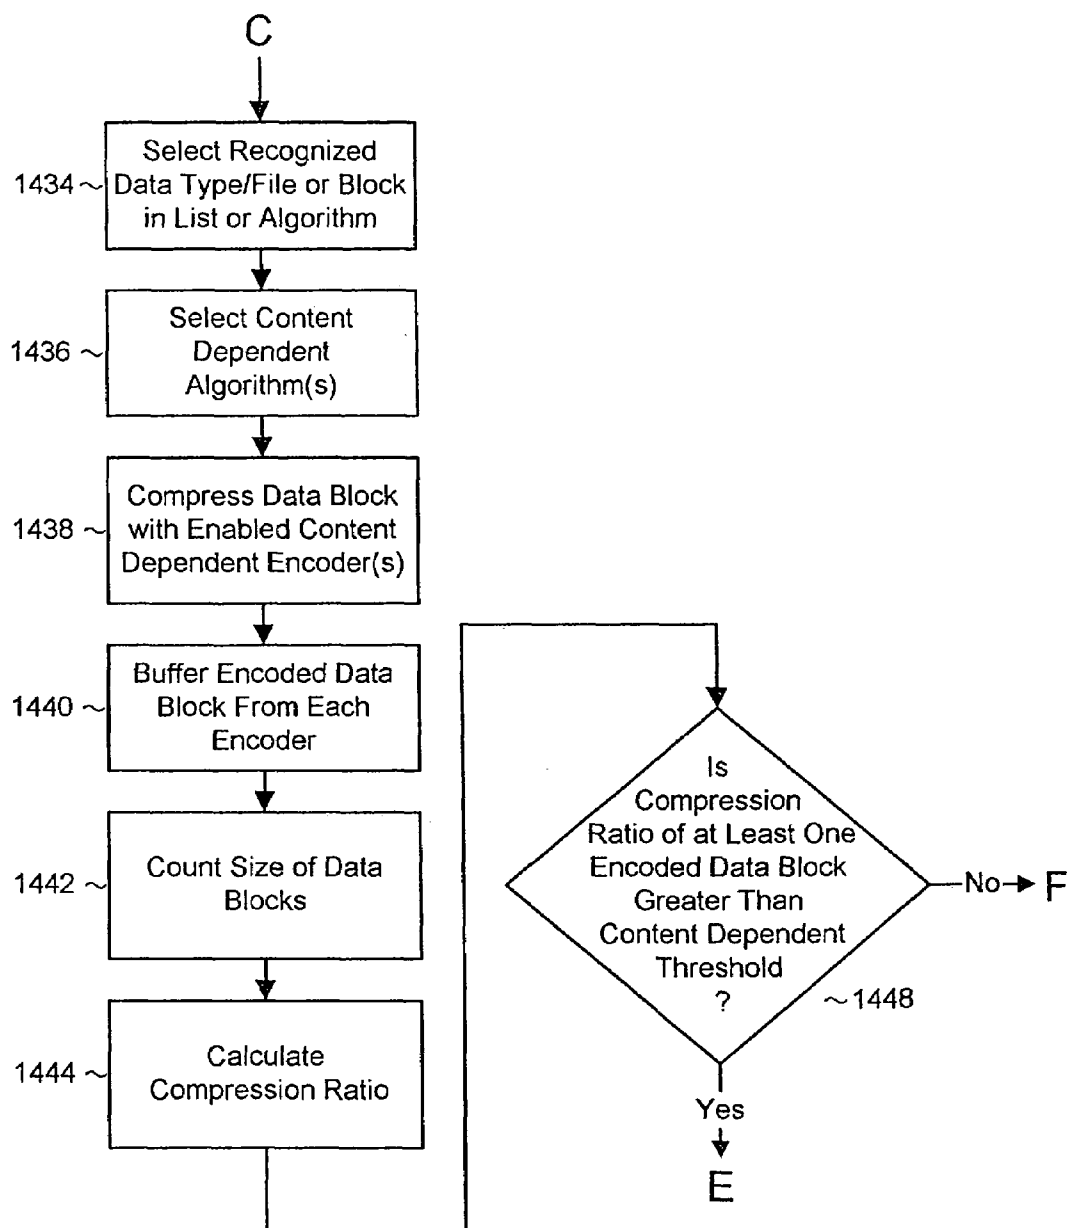 C
Select Recognized
1434 ~ Data Type/File or Block
in List or Algorithm
Select Content
1436 ~ Dependent
Algorithm(s)
Compress Data Block
1438 ~ with Enabled Content
Dependent Encoder(s)
Buffer Encoded Data
1440 ~ Block From Each
Encoder
1442 ~ Count Size of Data
Blocks
1444 ~ Calculate
Compression Ratio
Is
Compression
Ratio of at Least One
Encoded Data Block
Greater Than
Content Dependent
Threshold
?
~1448
No
F
Yes
E